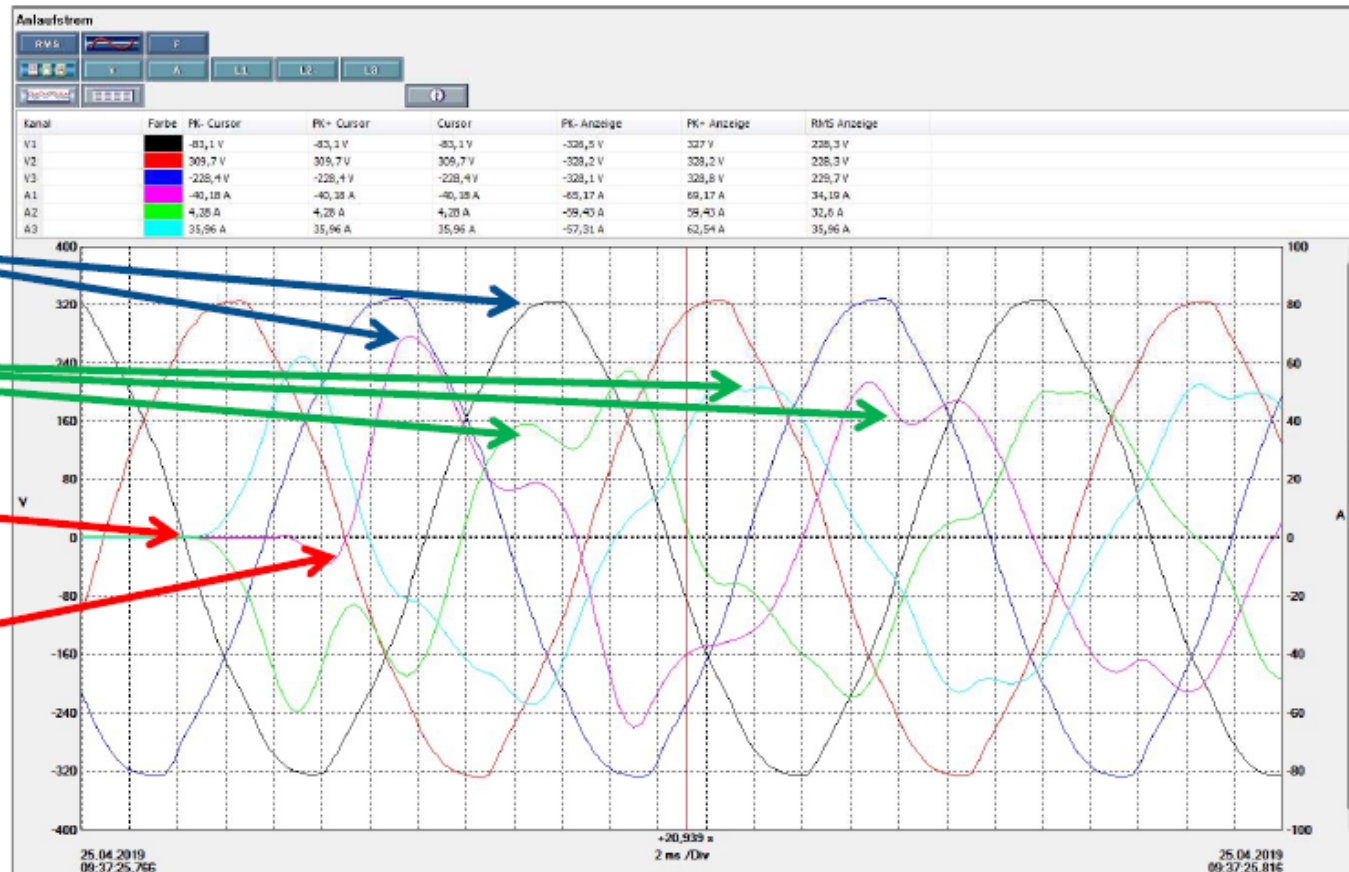 Anlaufstrom
RMS F
V A L1 L2 L3
Kanal Farbe PK- Cursor PK+ Cursor Cursor PK- Anzeige PK+ Anzeige RMS Anzeige
V1 -83,1 V -83,1 V -83,1 V -326,5 V 327 V 228,3 V
V2 309,7 V 309,7 V 309,7 V -328,2 V 328,2 V 228,3 V
V3 -228,4 V -228,4 V -228,4 V -328,1 V 328,8 V 229,7 V
A1 -40,18 A -40,18 A -40,18 A -65,17 A 69,17 A 34,19 A
A2 4,28 A 4,28 A 4,28 A -59,43 A 59,43 A 32,6 A
A3 35,96 A 35,96 A 35,96 A -57,31 A 62,54 A 35,96 A
400 100
320 80
240 60
160 40
80 20
V A
0 0
-80 -20
-160 -40
-240 -60
-320 -80
-400 -100
+20,939 s
25.04.2019 2 ms /Div 25.04.2019
09:37:25.766 09:37:25.816